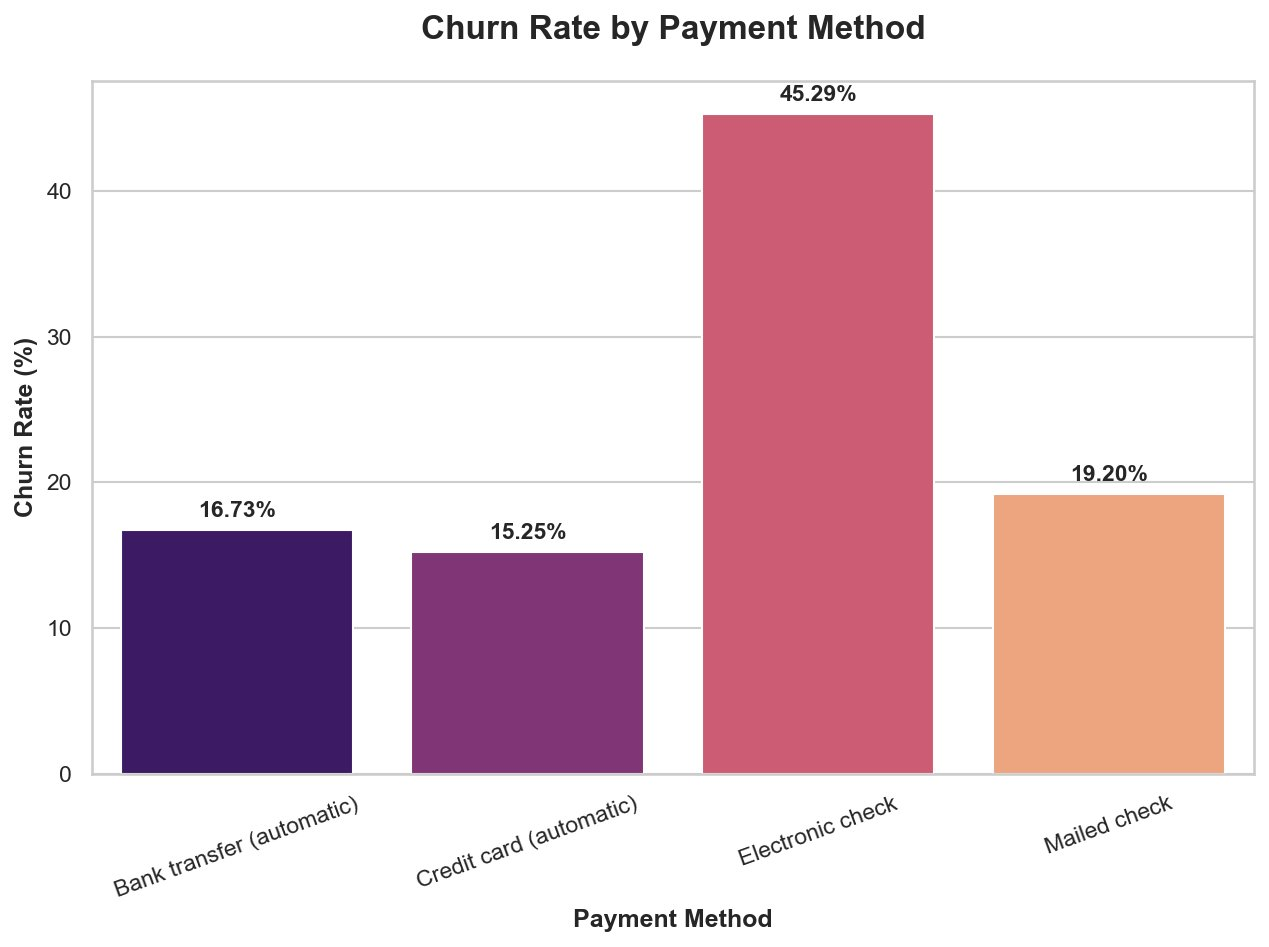 Churn Rate by Payment Method
45.29%
40
30
Churn Rate (%)
20
19.20%
16.73%
15.25%
10
0
Bank transfer (automatic)
Credit card (automatic)
Electronic check
Mailed check
Payment Method